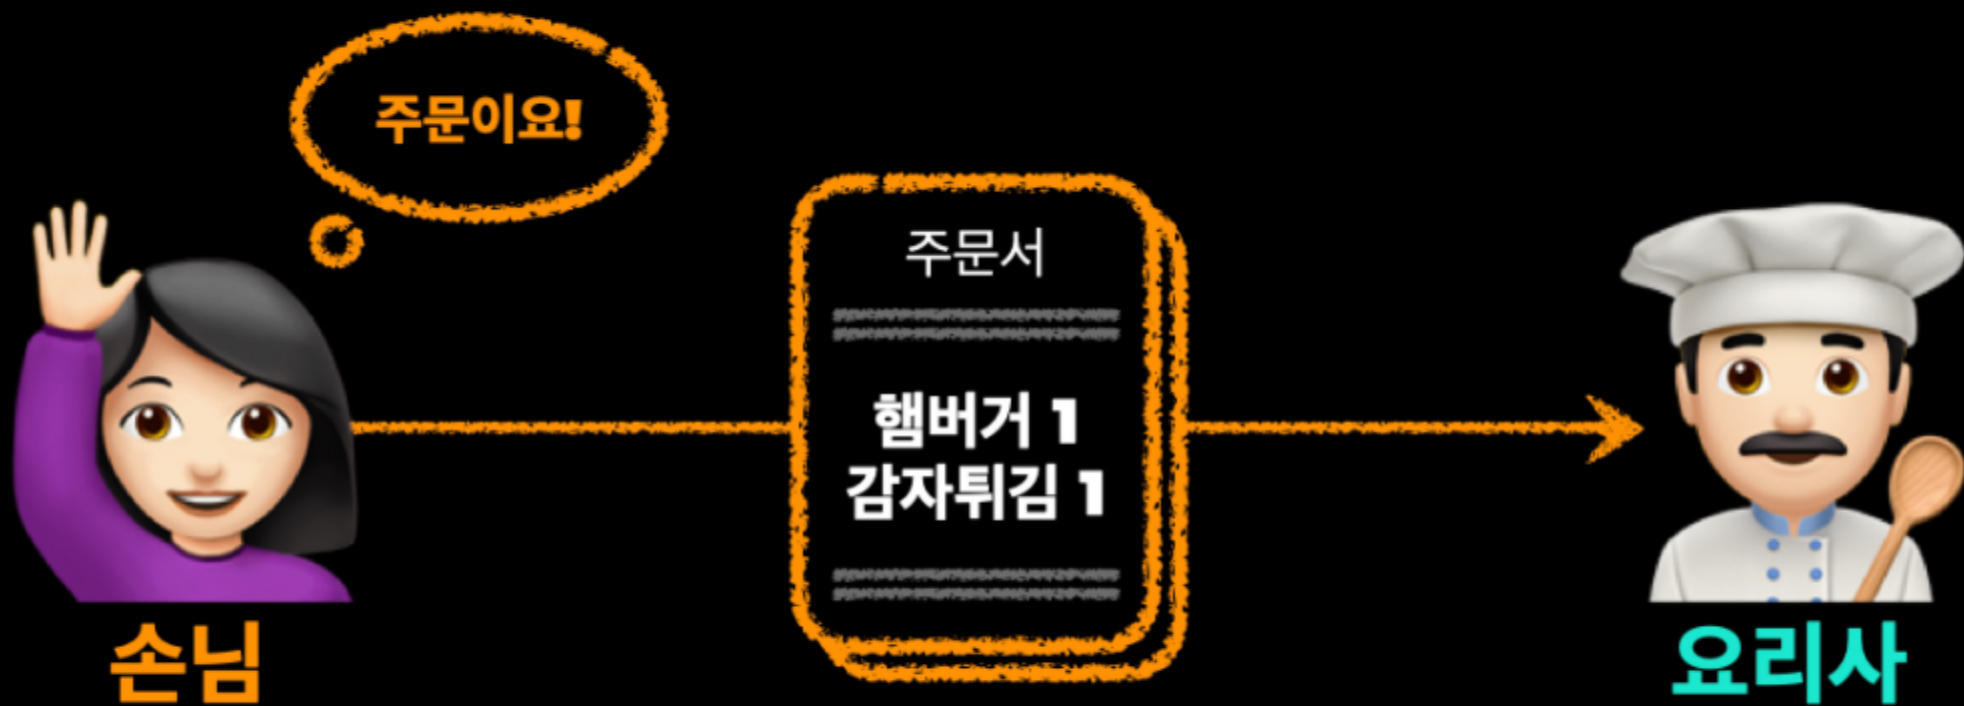 주문이요!
주문서
햄버거 1
감자튀김 1
손님
요리사